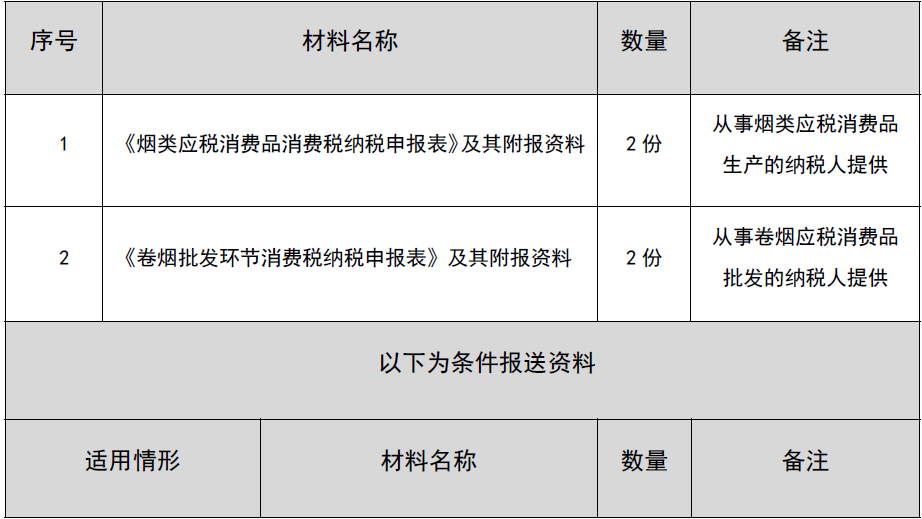 序号 材料名称 数量 备注
1 《烟类应税消费品消费税纳税申报表》及其附报资料 2 份 从事烟类应税消费品
生产的纳税人提供
2 《卷烟批发环节消费税纳税申报表》及其附报资料 2 份 从事卷烟应税消费品
批发的纳税人提供
以下为条件报送资料
适用情形 材料名称 数量 备注